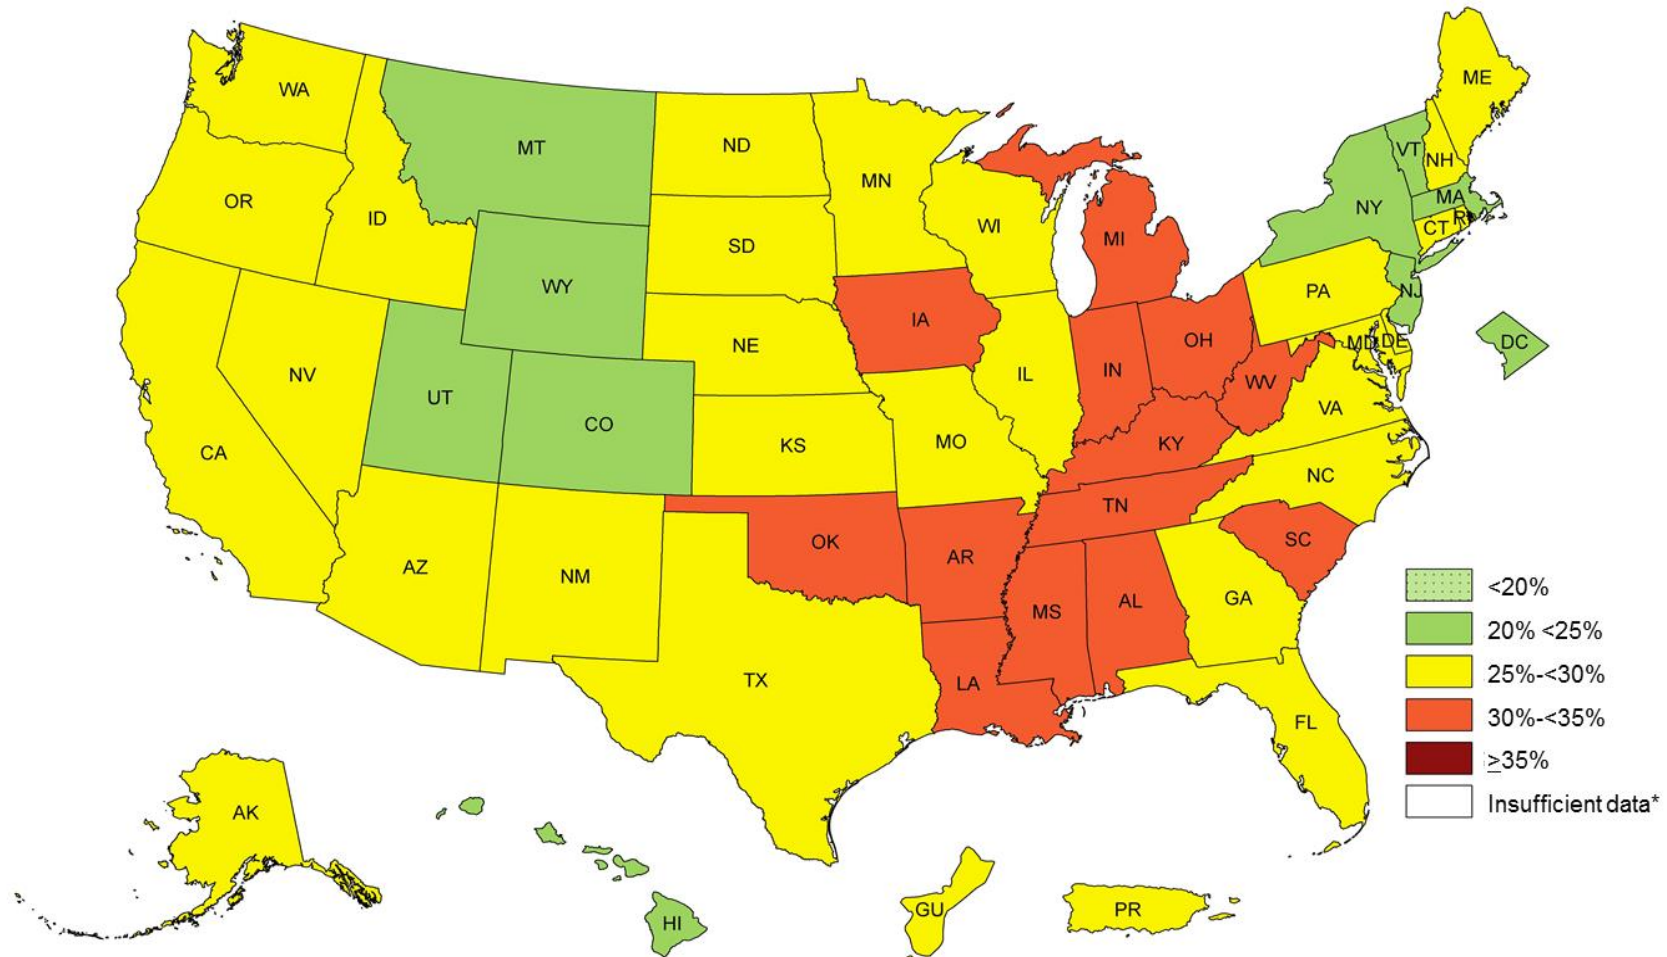 WA
MT
ND
MN
ME
OR
ID
SD
WI
MI
VT
NH
NY
MA
CT
RI
WY
NE
IA
PA
NJ
NV
UT
CO
KS
MO
IL
IN
OH
WV
MD
DE
DC
VA
CA
KY
NC
TN
AZ
NM
OK
AR
SC
MS
AL
GA
TX
LA
FL
AK
HI
GU
PR
<20%
20% <25%
25%-<30%
30%-<35%
≥35%
Insufficient data*